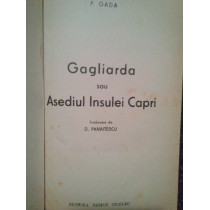 P. GADA
Gagliarda
sau
Asediul Insulei Capri
Traducere de
D. PANAITESCU